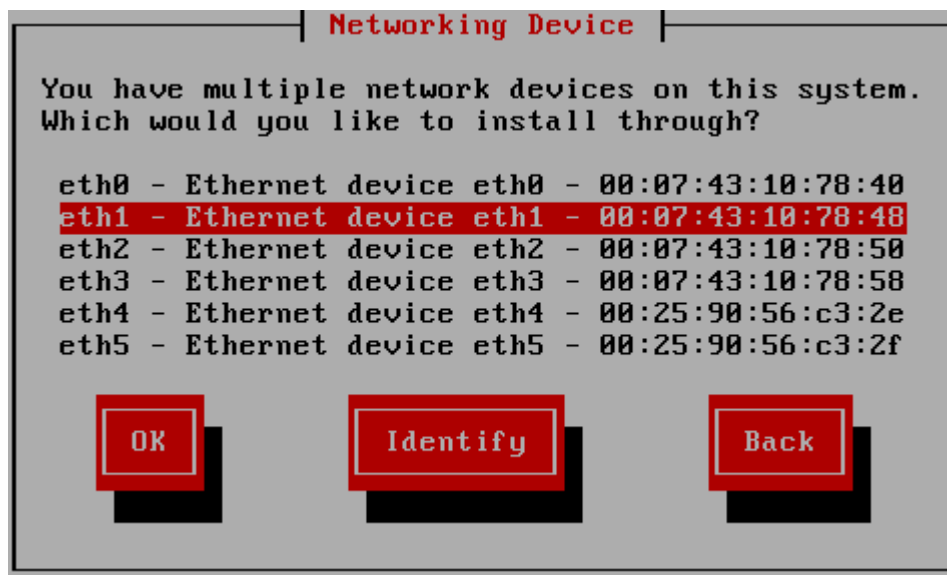 Networking Device
You have multiple network devices on this system.
Which would you like to install through?
eth0 - Ethernet device eth0 - 00:07:43:10:78:40
eth1 - Ethernet device eth1 - 00:07:43:10:78:48
eth2 - Ethernet device eth2 - 00:07:43:10:78:50
eth3 - Ethernet device eth3 - 00:07:43:10:78:58
eth4 - Ethernet device eth4 - 00:25:90:56:c3:2e
eth5 - Ethernet device eth5 - 00:25:90:56:c3:2f
OK Identify Back